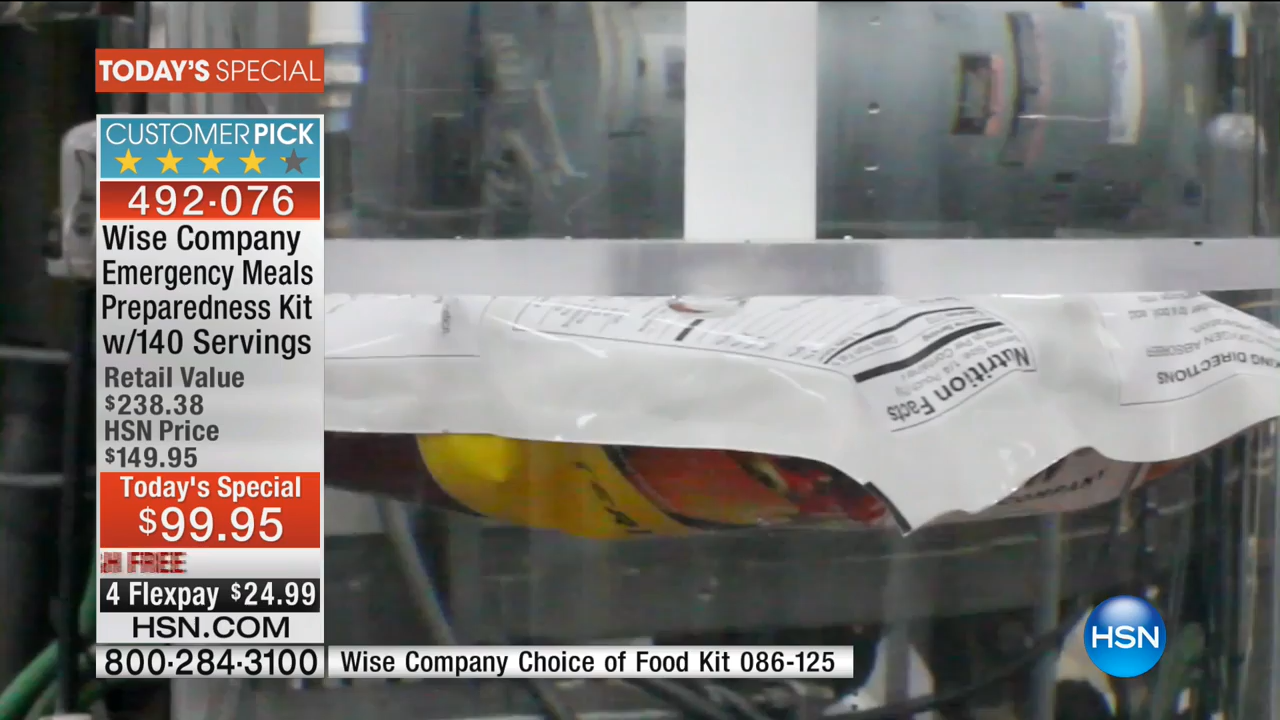 TODAY'S SPECIAL
CUSTOMERPICK
492-076
Wise Company
Emergency Meals
Preparedness Kit
w/140 Servings
Retail Value
$238.38
HSN Price
$149.95
Today's Special
$99.95
FREE
4 Flexpay $24.99
HSN.COM
800·284·3100
Wise Company Choice of Food Kit 086-125
HSN
Nutrition Facts
KING DIRECTIONS